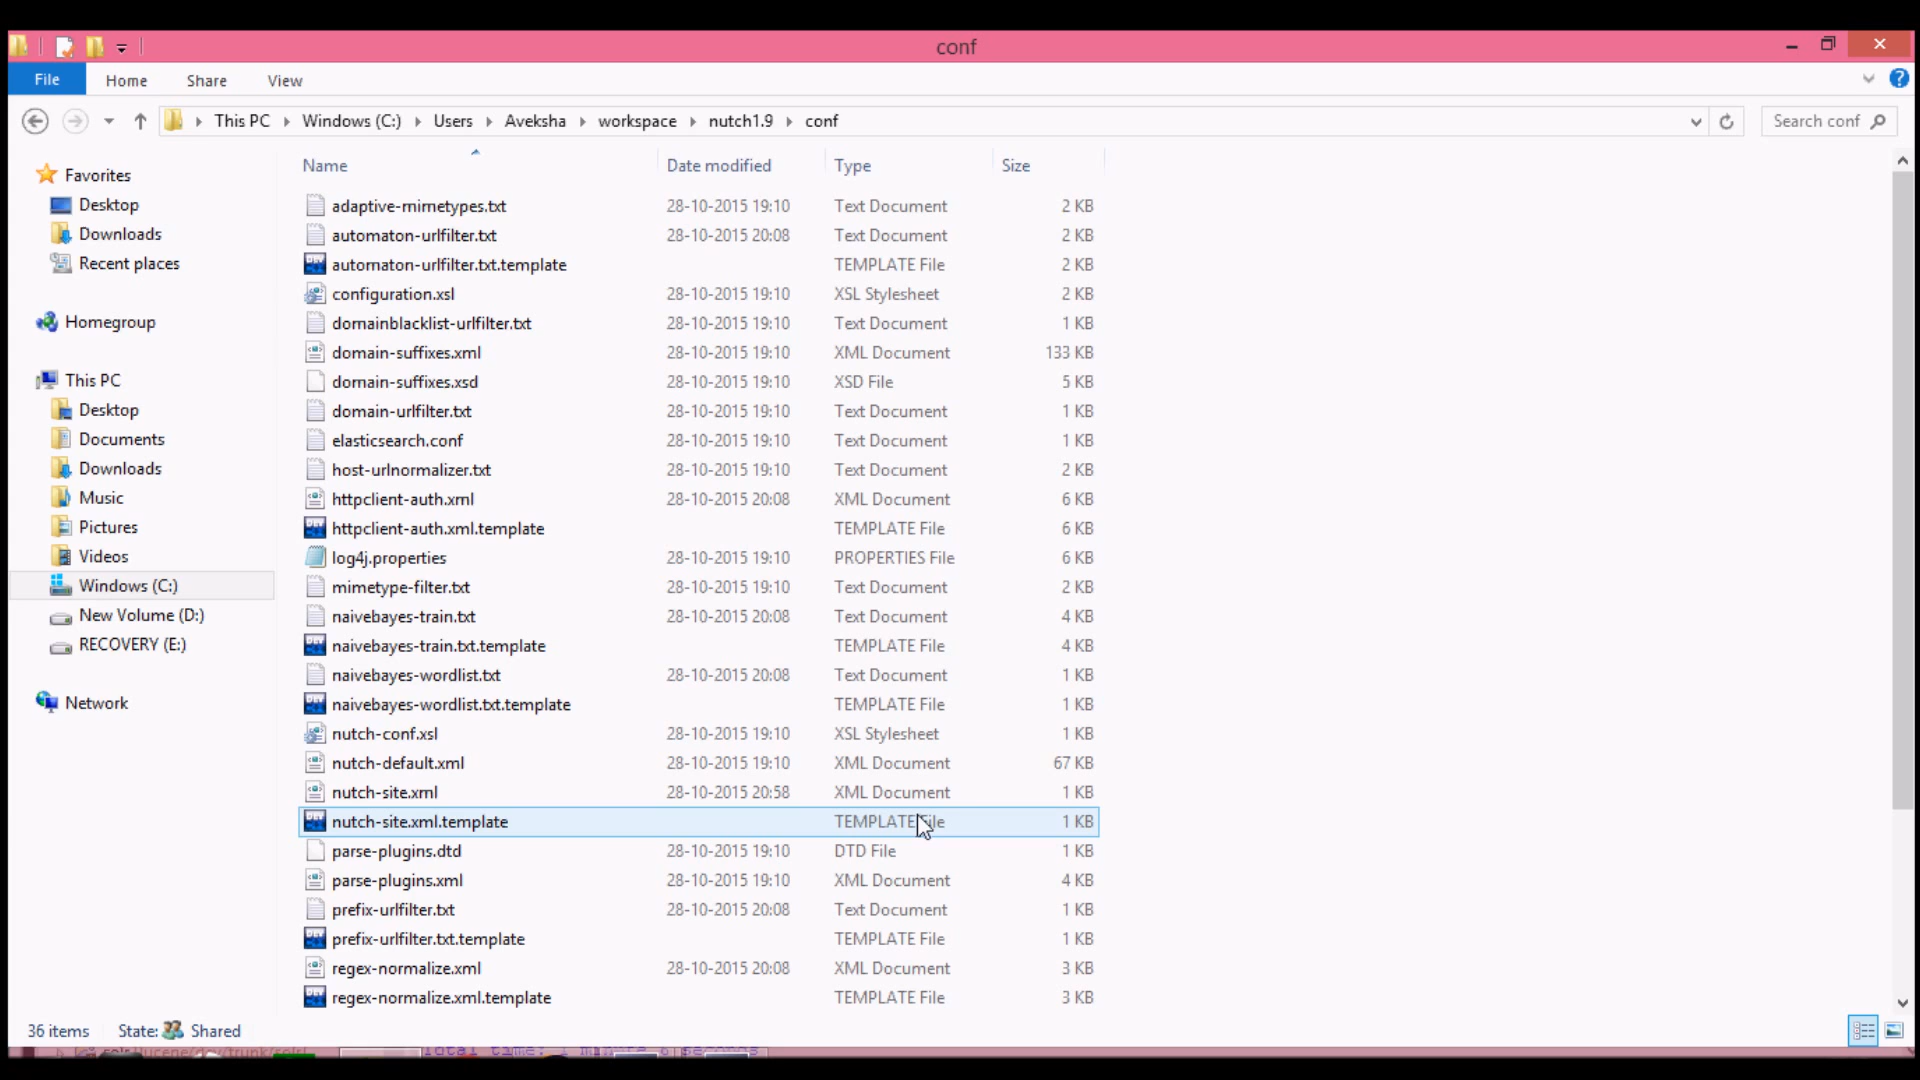 conf
File Home Share View
This PC Windows (C:) Users Aveksha workspace nutch1.9 conf Search conf
Name Date modified Type Size
Favorites
Desktop
Downloads
Recent places
Homegroup
This PC
Desktop
Documents
Downloads
Music
Pictures
Videos
Windows (C:)
New Volume (D:)
RECOVERY (E:)
Network
adaptive-mimetypes.txt 28-10-2015 19:10 Text Document 2 KB
automaton-urlfilter.txt 28-10-2015 20:08 Text Document 2 KB
automaton-urlfilter.txt.template TEMPLATE File 2 KB
configuration.xsl 28-10-2015 19:10 XSL Stylesheet 2 KB
domainblacklist-urlfilter.txt 28-10-2015 19:10 Text Document 1 KB
domain-suffixes.xml 28-10-2015 19:10 XML Document 133 KB
domain-suffixes.xsd 28-10-2015 19:10 XSD File 5 KB
domain-urlfilter.txt 28-10-2015 19:10 Text Document 1 KB
elasticsearch.conf 28-10-2015 19:10 Text Document 1 KB
host-urlnormalizer.txt 28-10-2015 19:10 Text Document 2 KB
httpclient-auth.xml 28-10-2015 20:08 XML Document 6 KB
httpclient-auth.xml.template TEMPLATE File 6 KB
log4j.properties 28-10-2015 19:10 PROPERTIES File 6 KB
mimetype-filter.txt 28-10-2015 19:10 Text Document 2 KB
naivebayes-train.txt 28-10-2015 20:08 Text Document 4 KB
naivebayes-train.txt.template TEMPLATE File 4 KB
naivebayes-wordlist.txt 28-10-2015 20:08 Text Document 1 KB
naivebayes-wordlist.txt.template TEMPLATE File 1 KB
nutch-conf.xsl 28-10-2015 19:10 XSL Stylesheet 1 KB
nutch-default.xml 28-10-2015 19:10 XML Document 67 KB
nutch-site.xml 28-10-2015 20:58 XML Document 1 KB
nutch-site.xml.template TEMPLATE File 1 KB
parse-plugins.dtd 28-10-2015 19:10 DTD File 1 KB
parse-plugins.xml 28-10-2015 19:10 XML Document 4 KB
prefix-urlfilter.txt 28-10-2015 20:08 Text Document 1 KB
prefix-urlfilter.txt.template TEMPLATE File 1 KB
regex-normalize.xml 28-10-2015 20:08 XML Document 3 KB
regex-normalize.xml.template TEMPLATE File 3 KB
36 items State: Shared
Total time: 1 minute 6 seconds